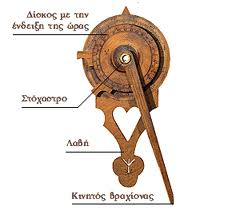 Δίσκος με την
ένδειξη της ώρας
Στόχαστρο
Λαβή
Κινητός βραχίονας